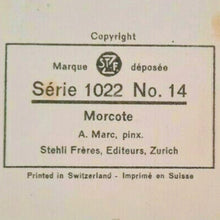 Copyright
Marque SFZ déposée
Série 1022 No. 14
Morcote
A. Marc, pinx.
Stehli Frères, Editeurs, Zurich
Printed in Switzerland - Imprimé en Suisse